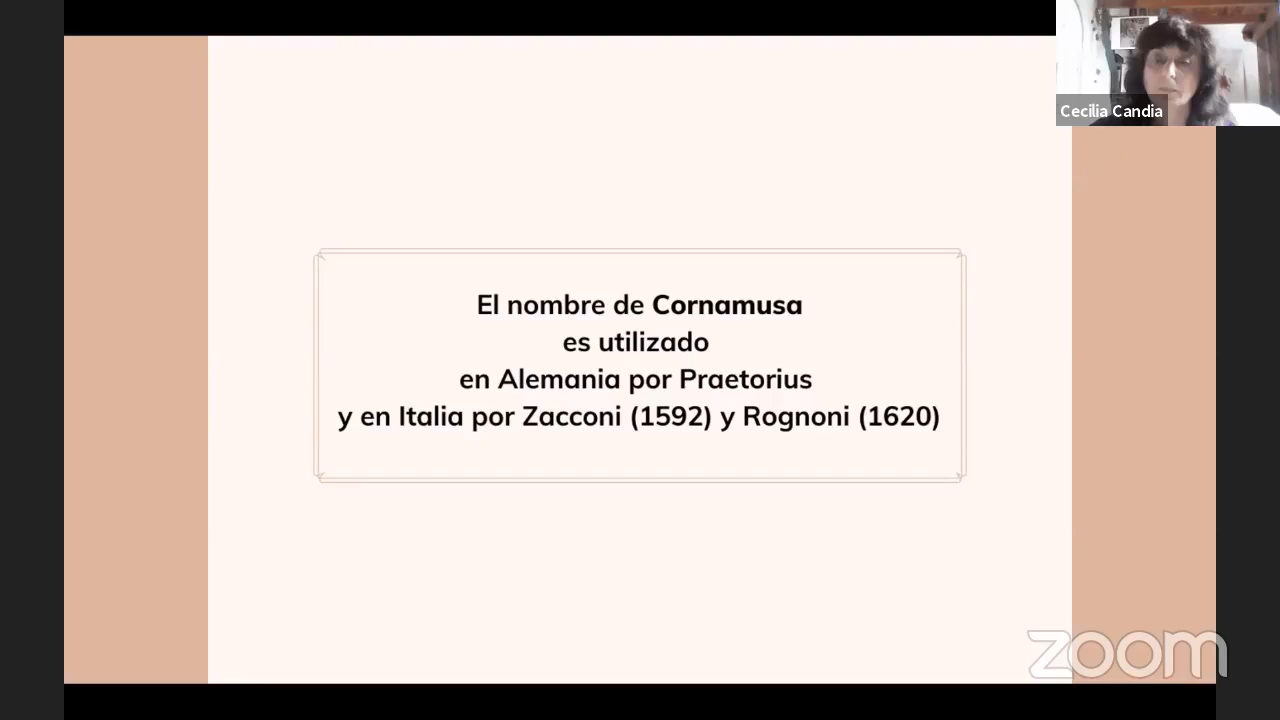 Cecilia Candia
El nombre de Cornamusa
es utilizado
en Alemania por Praetorius
y en Italia por Zacconi (1592) y Rognoni (1620)
zoom